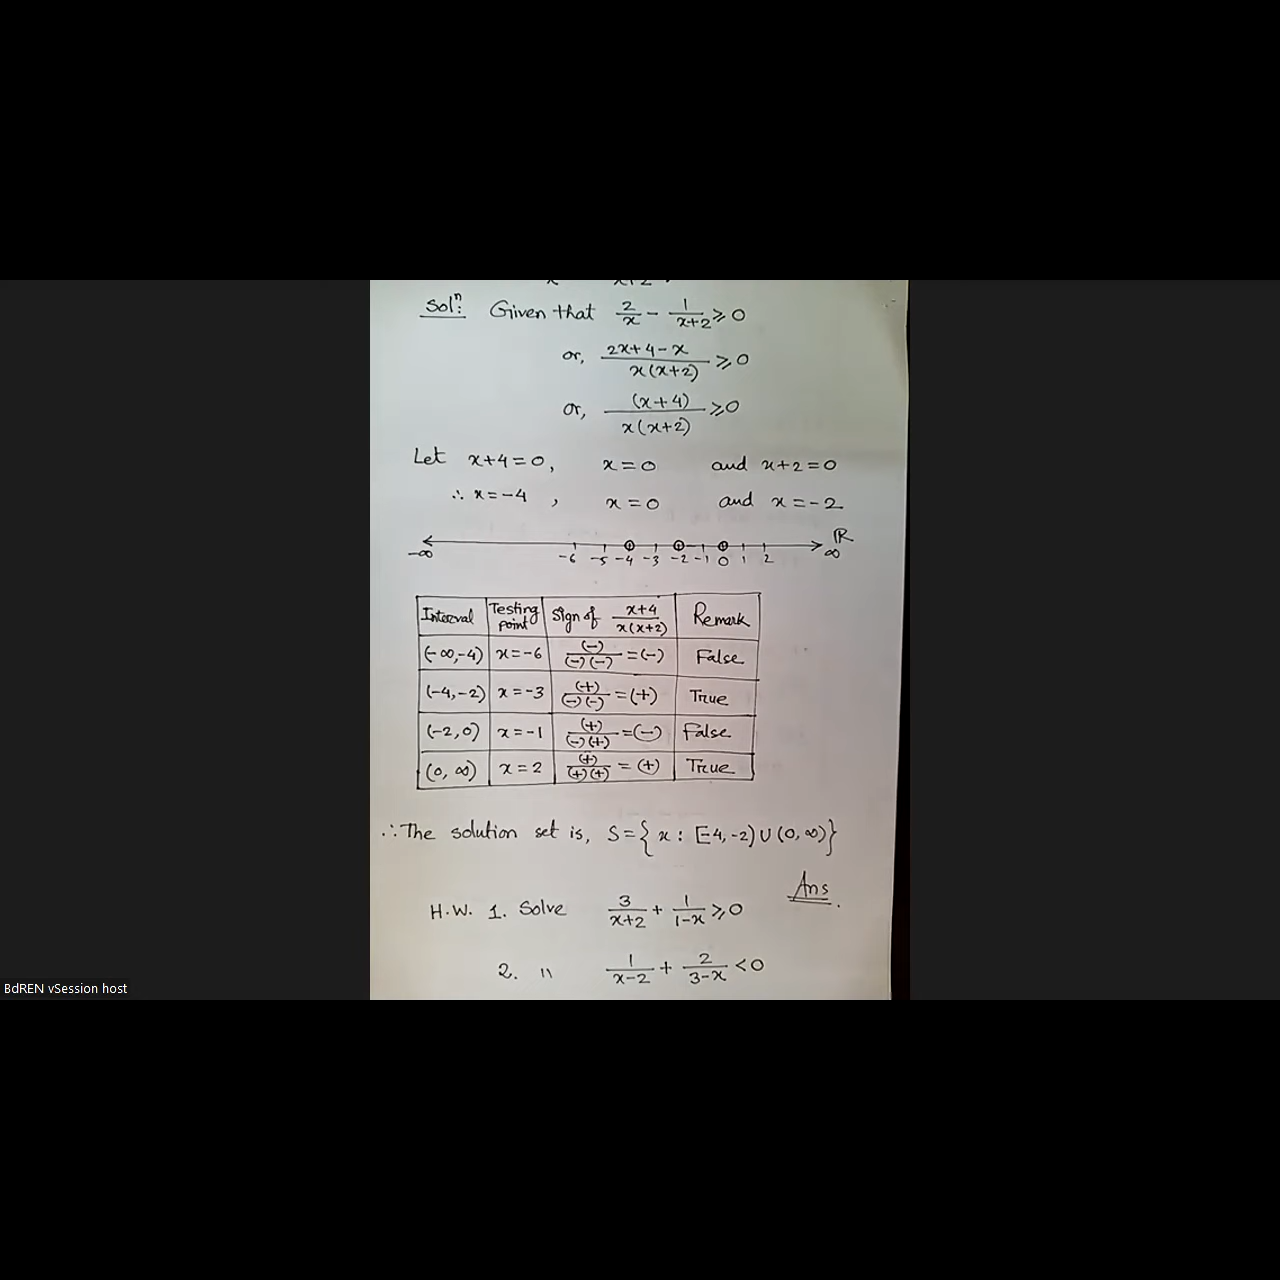 Solⁿ: Given that 2/x - 1/(x+2) ≥ 0
or, (2x+4-x)/(x(x+2)) ≥ 0
or, (x+4)/(x(x+2)) ≥ 0
Let x+4=0, x=0 and x+2=0
∴ x=-4, x=0 and x=-2
ℝ
-∞ -6 -5 -4 -3 -2 -1 0 1 2 ∞
Interval Testing point Sign of (x+4)/(x(x+2)) Remark
(-∞,-4) x=-6 (-)/((-)(-)) =(-) False
(-4,-2) x=-3 (+)/((-)(-)) =(+) True
(-2,0) x=-1 (+)/((-)(+)) =(-) False
(0, ∞) x=2 (+)/((+)(+)) = (+) True
∴ The solution set is, S={x: [-4,-2) U (0, ∞)}
Ans.
H.W. 1. Solve 3/(x+2) + 1/(1-x) ≥ 0
2. 〃 1/(x-2) + 2/(3-x) < 0
BdREN vSession host